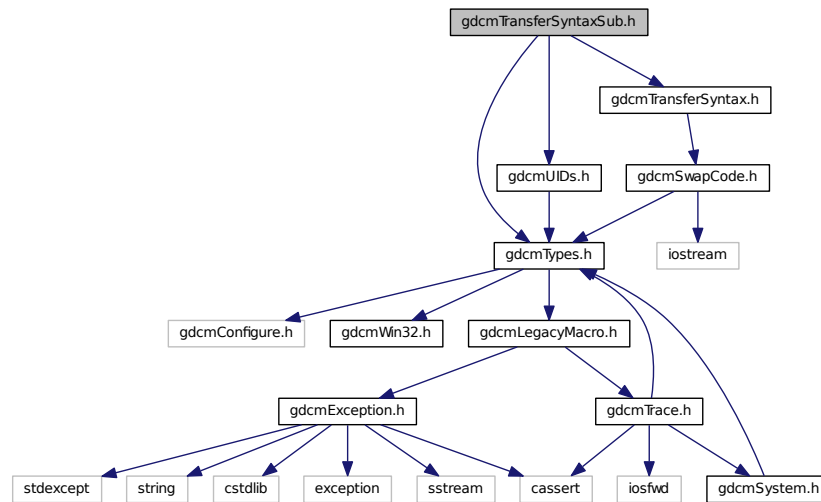 gdcmTransferSyntaxSub.h
gdcmTransferSyntax.h
gdcmUIDs.h
gdcmSwapCode.h
gdcmTypes.h
iostream
gdcmConfigure.h
gdcmWin32.h
gdcmLegacyMacro.h
gdcmException.h
gdcmTrace.h
stdexcept
string
cstdlib
exception
sstream
cassert
iosfwd
gdcmSystem.h